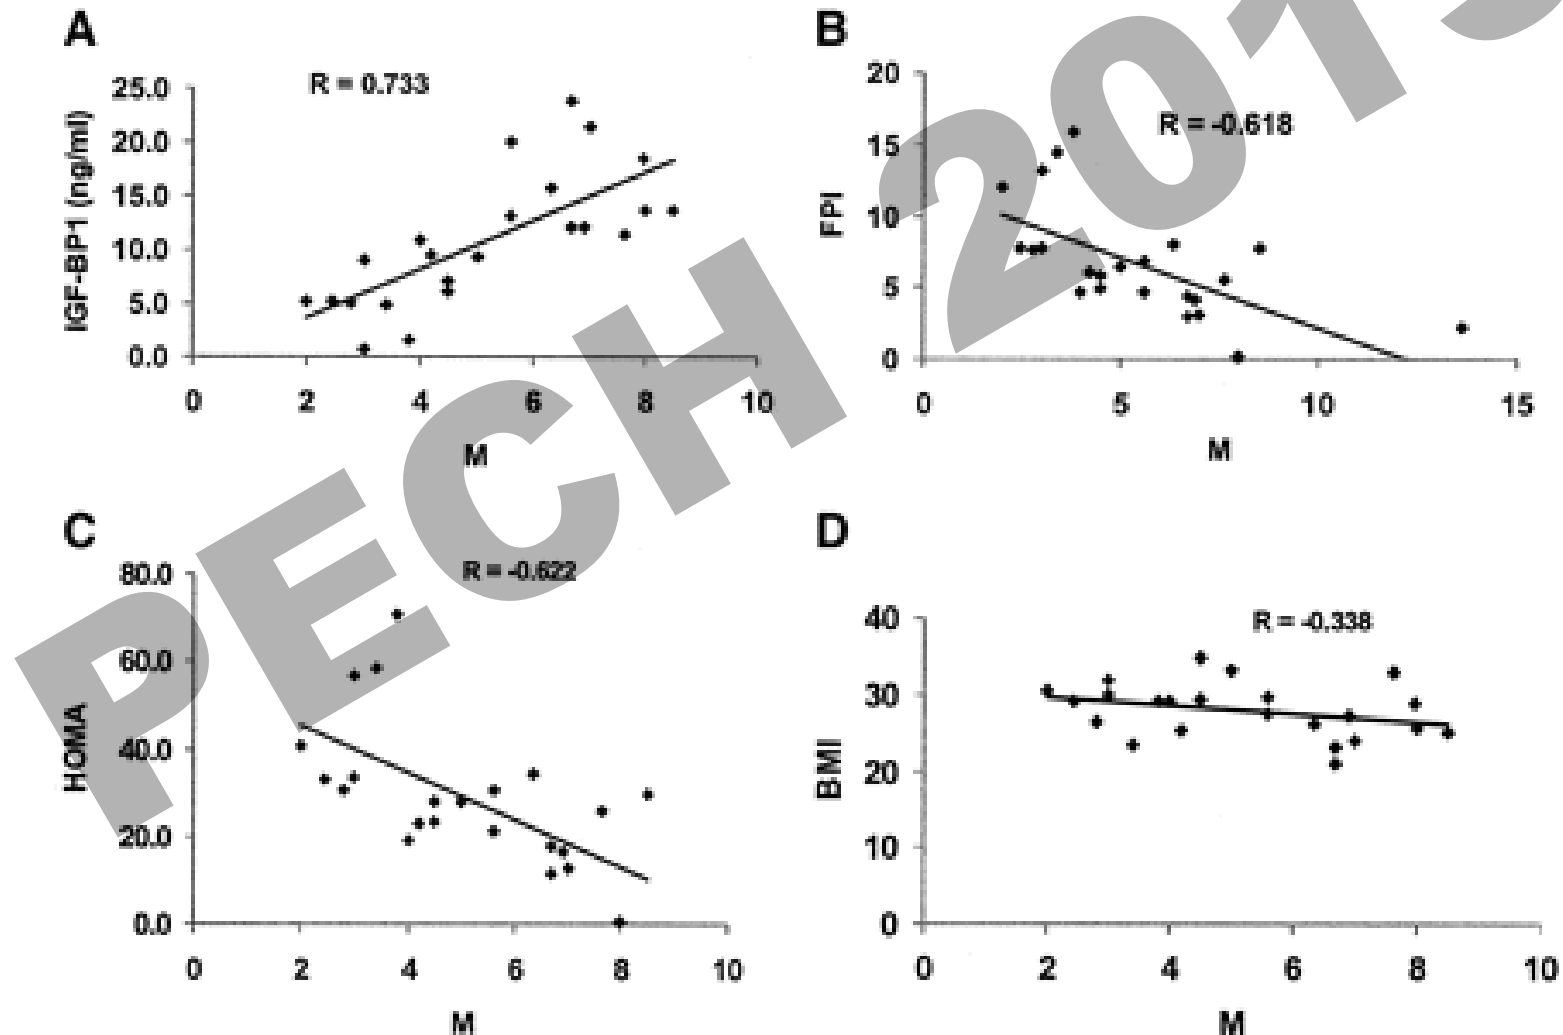 A
R = 0.733
IGF-BP1 (ng/ml)
25.0
20.0
15.0
10.0
5.0
0.0
0 2 4 6 8 10
M
B
R = -0.618
FPI
20
15
10
5
0
0 5 10 15
M
C
R = -0.622
HOMA
80.0
60.0
40.0
20.0
0.0
0 2 4 6 8 10
M
D
R = -0.338
BMI
40
30
20
10
0
0 2 4 6 8 10
M
PECH 201